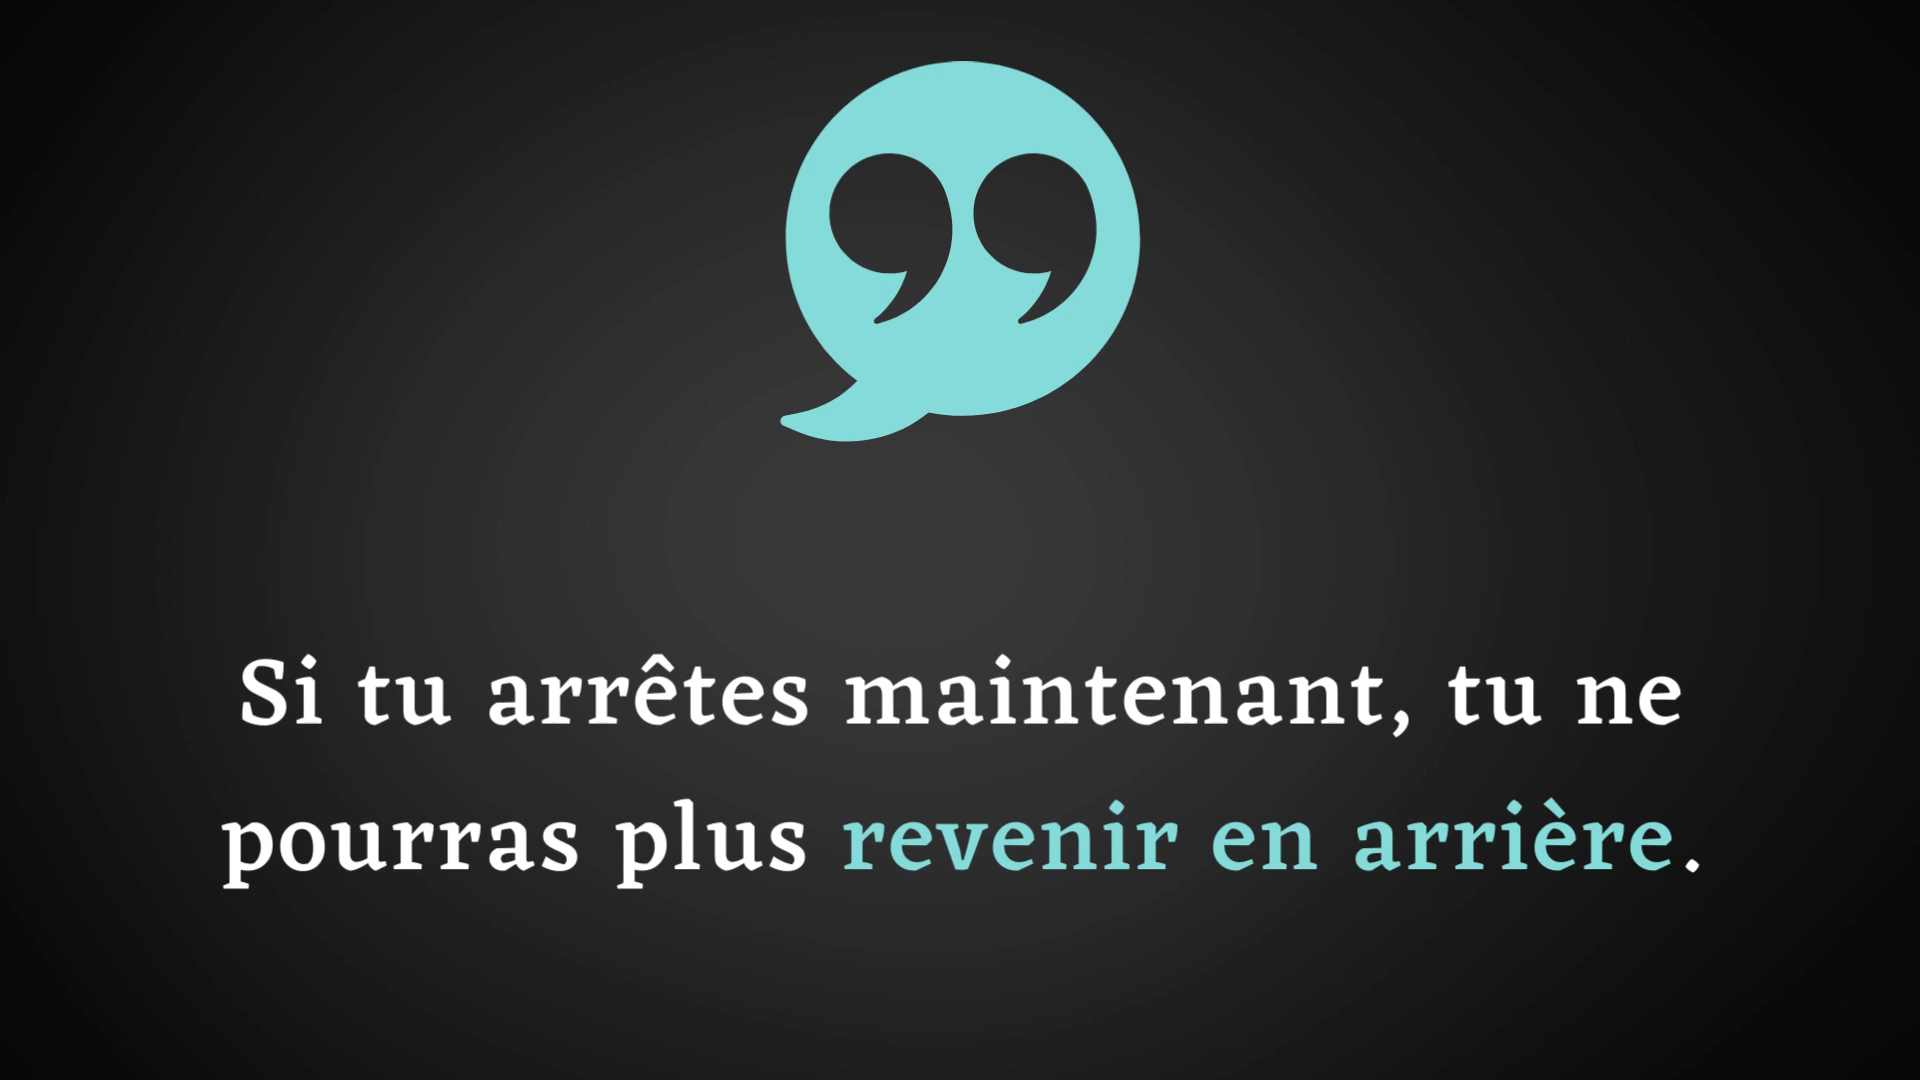 Si tu arrêtes maintenant, tu ne
pourras plus revenir en arrière.